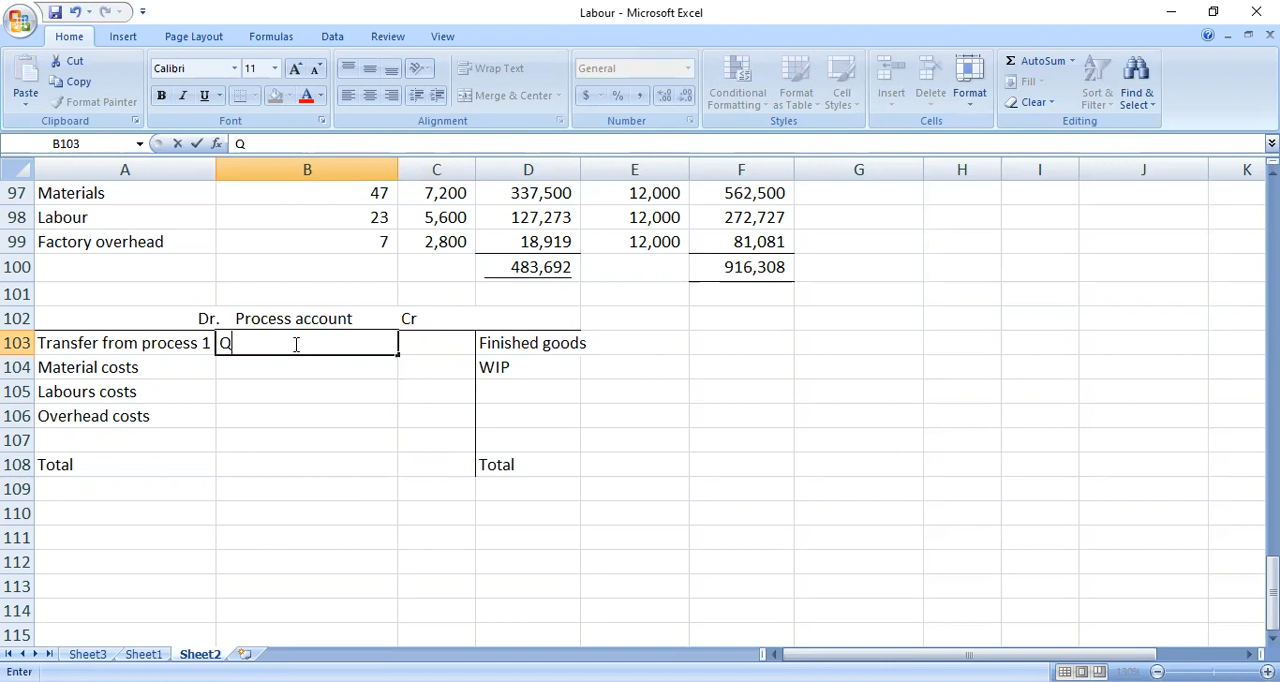 Labour - Microsoft Excel
Home Insert Page Layout Formulas Data Review View
Paste Cut Copy Format Painter Clipboard
Calibri 11 A A B I U A Font
Wrap Text Merge & Center Alignment
General $ % , Number
Conditional Formatting Format as Table Cell Styles Styles
Insert Delete Format Cells
Σ AutoSum Fill Clear Sort & Filter Find & Select Editing
B103 fx Q
A B C D E F G H I J K
97 Materials 47 7,200 337,500 12,000 562,500
98 Labour 23 5,600 127,273 12,000 272,727
99 Factory overhead 7 2,800 18,919 12,000 81,081
100 483,692 916,308
101
102 Dr. Process account Cr
103 Transfer from process 1 Q Finished goods
104 Material costs WIP
105 Labours costs
106 Overhead costs
107
108 Total Total
109
110
111
112
113
114
115
Sheet3 Sheet1 Sheet2
Enter 130%